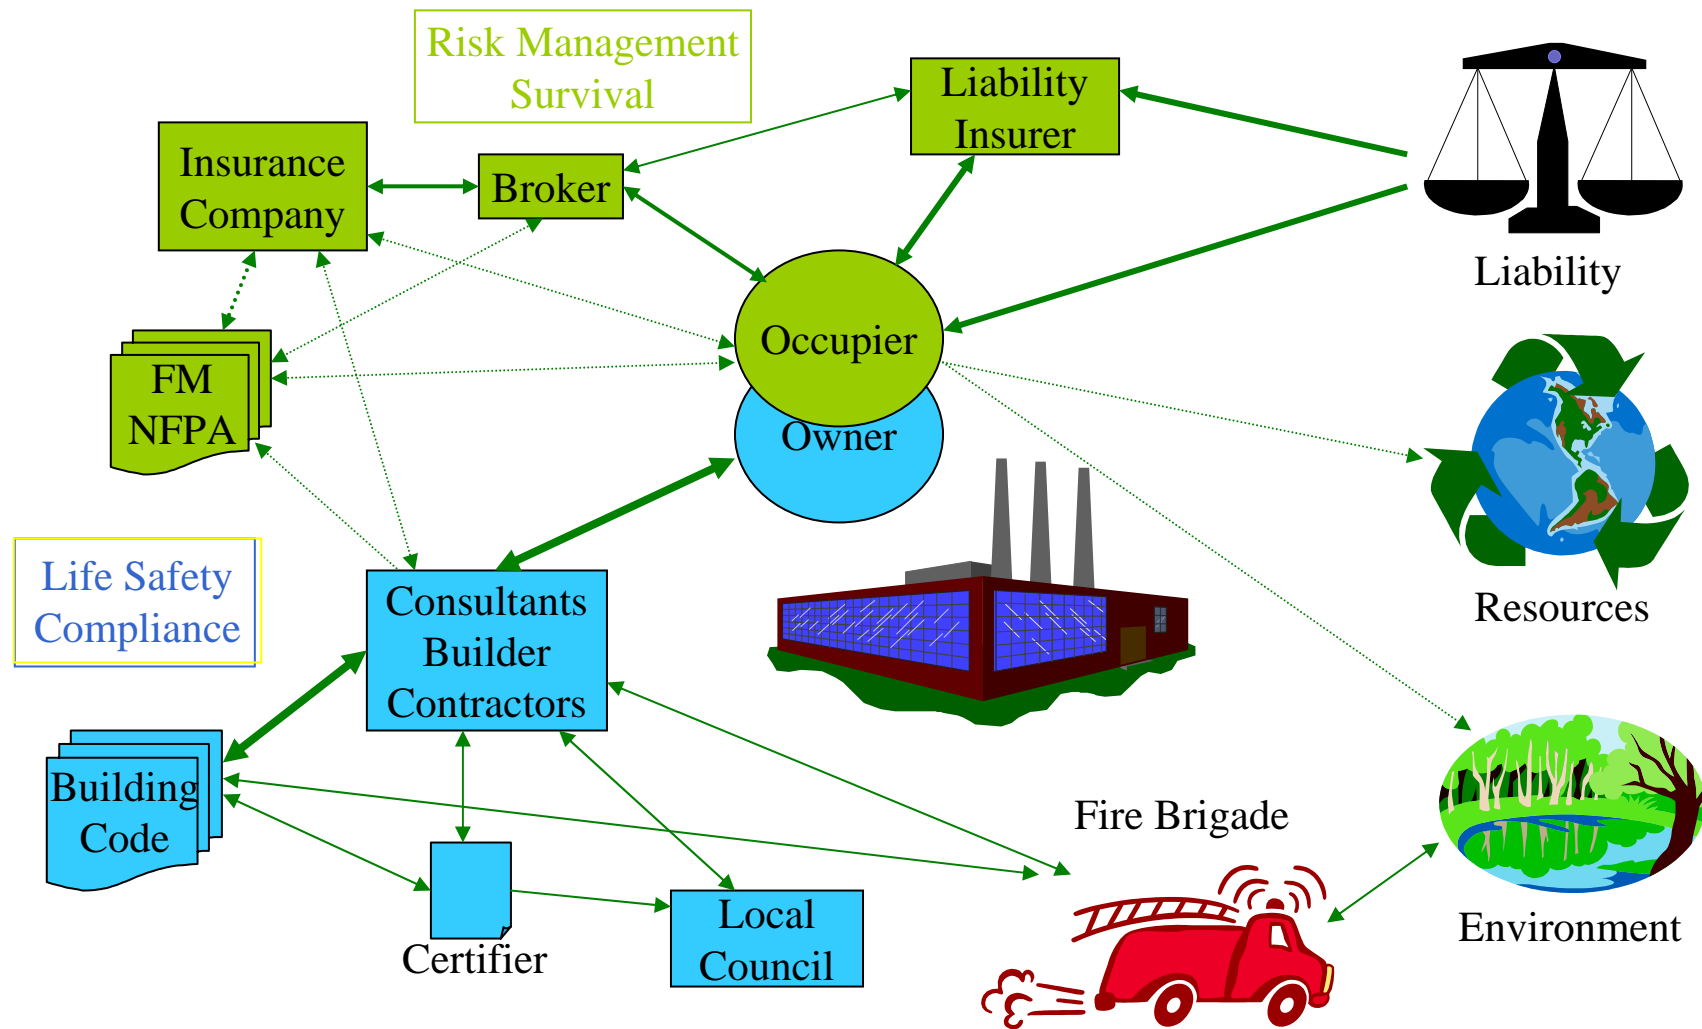 Risk Management
Survival
Liability
Insurer
Insurance
Company
Broker
Liability
Occupier
Owner
FM
NFPA
Resources
Life Safety
Compliance
Consultants
Builder
Contractors
Building
Code
Fire Brigade
Certifier
Local
Council
Environment